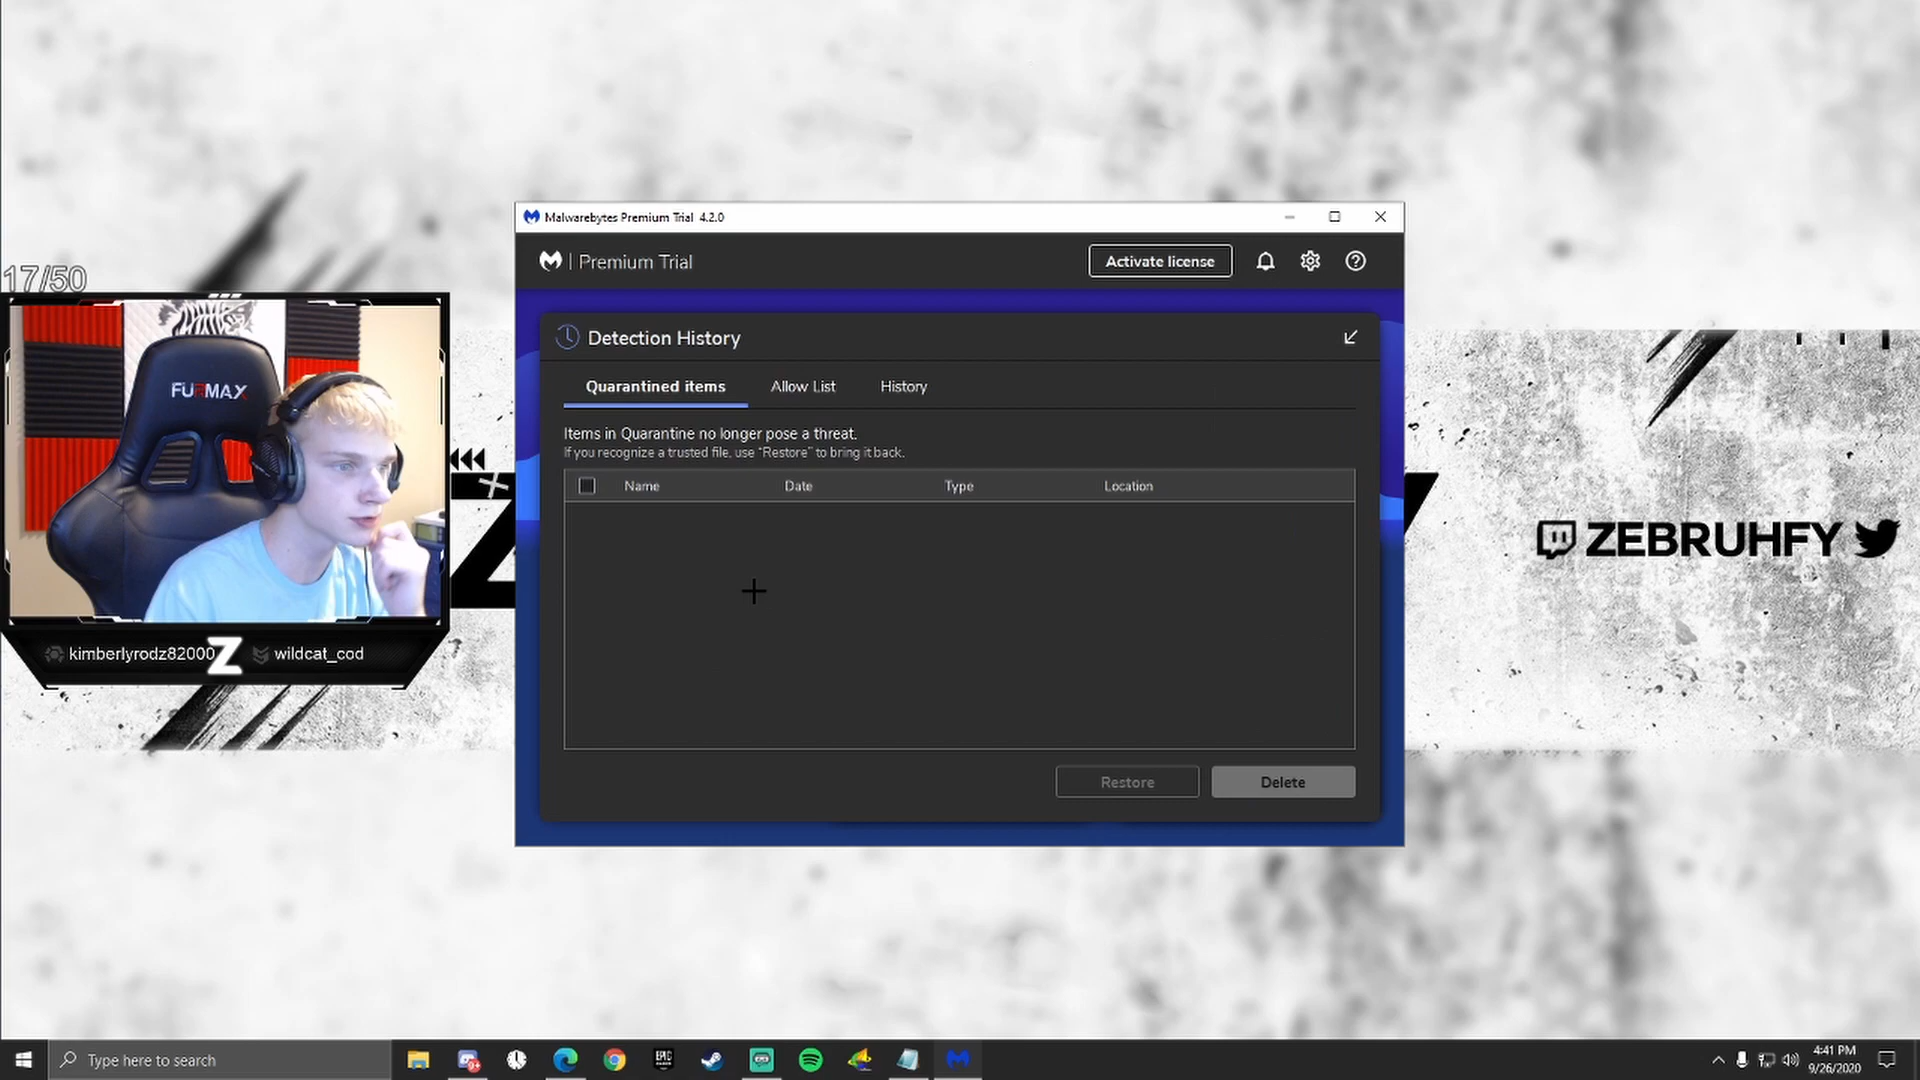 Malwarebytes Premium Trial 4.2.0
Premium Trial
Activate license
17/50
Detection History
FURMAX
Quarantined items
Allow List
History
Items in Quarantine no longer pose a threat.
If you recognize a trusted file, use "Restore" to bring it back.
Name
Date
Type
Location
ZEBRUHFY
kimberlyrodz82000
Z
wildcat_cod
Restore
Delete
Type here to search
EPIC
4:41 PM
9/26/2020